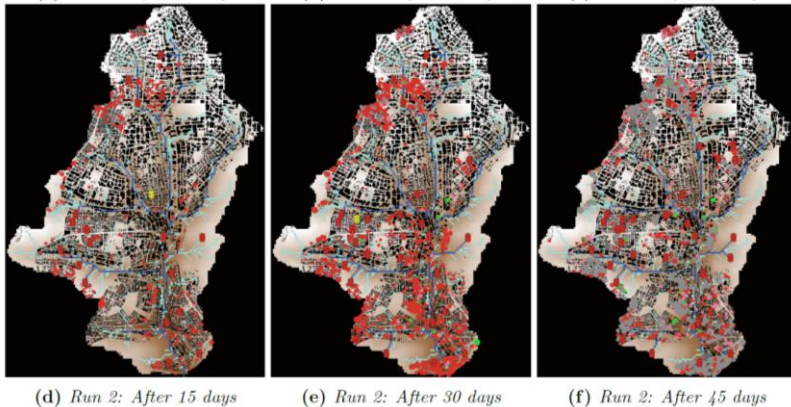 (d) Run 2: After 15 days
(e) Run 2: After 30 days
(f) Run 2: After 45 days